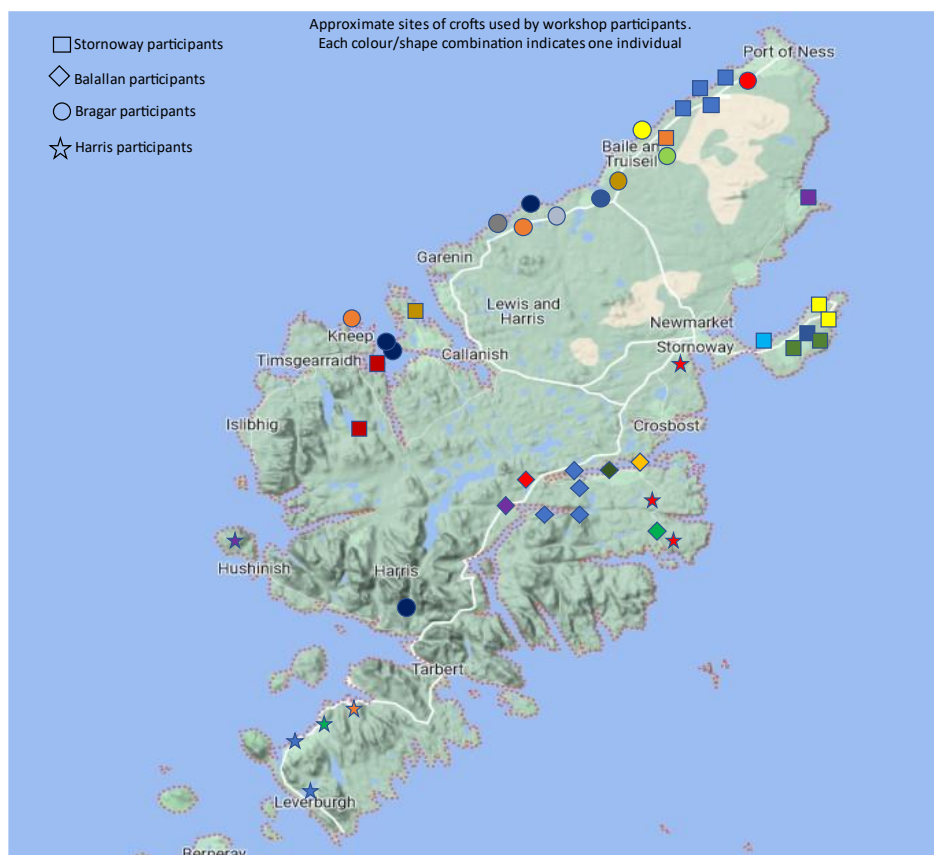 Approximate sites of crofts used by workshop participants.
Each colour/shape combination indicates one individual
Stornoway participants
Balallan participants
Bragar participants
Harris participants
Port of Ness
Baile an
Truiseil
Garenin
Lewis and
Harris
Newmarket
Kneep
Stornoway
Callanish
Timsgearraidh
Islibhig
Crosbost
Hushinish
Harris
Tarbert
Leverburgh
Berneray